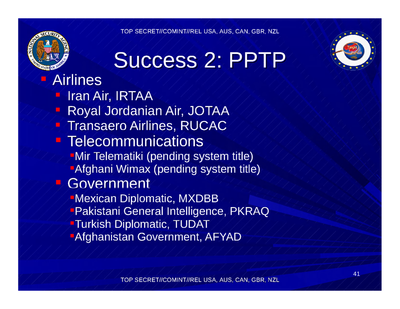 TOP SECRET//COMINT//REL USA, AUS, CAN, GBR, NZL
Success 2: PPTP
Airlines
Iran Air, IRTAA
Royal Jordanian Air, JOTAA
Transaero Airlines, RUCAC
Telecommunications
Mir Telematiki (pending system title)
Afghani Wimax (pending system title)
Government
Mexican Diplomatic, MXDBB
Pakistani General Intelligence, PKRAQ
Turkish Diplomatic, TUDAT
Afghanistan Government, AFYAD
41
TOP SECRET//COMINT//REL USA, AUS, CAN, GBR, NZL